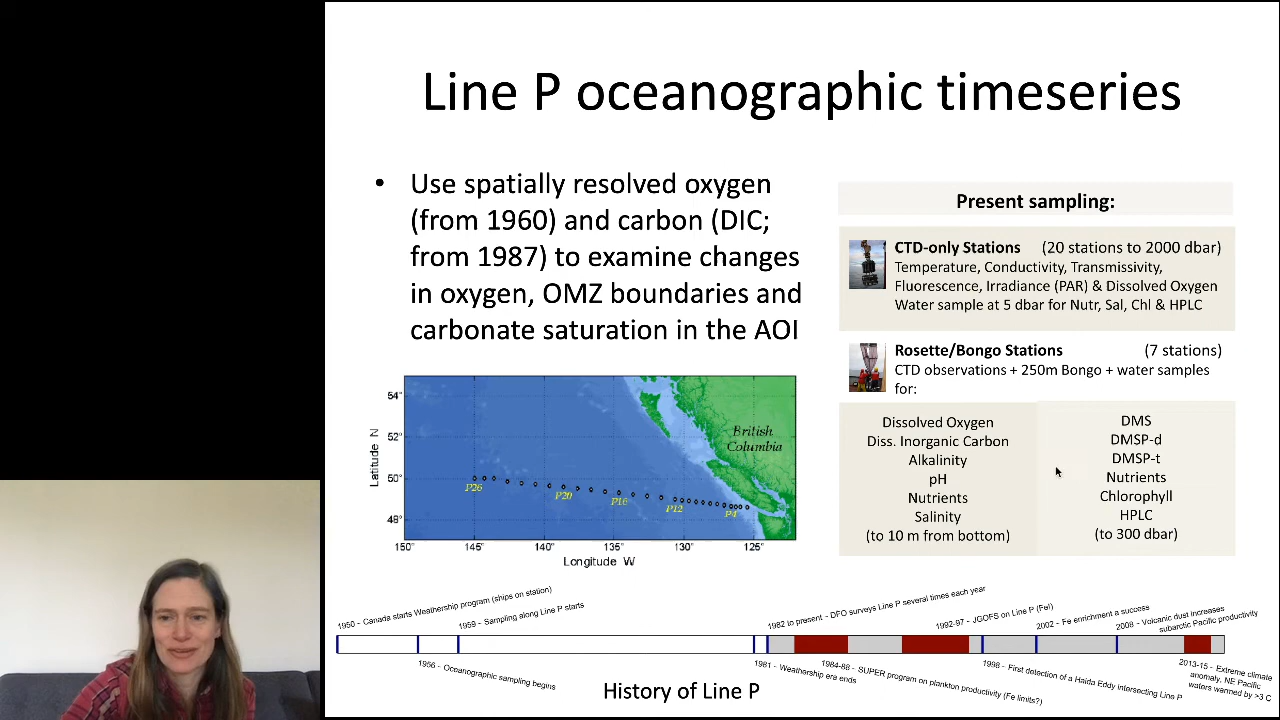 Line P oceanographic timeseries
• Use spatially resolved oxygen
(from 1960) and carbon (DIC;
from 1987) to examine changes
in oxygen, OMZ boundaries and
carbonate saturation in the AOI
Present sampling:
CTD-only Stations (20 stations to 2000 dbar)
Temperature, Conductivity, Transmissivity,
Fluorescence, Irradiance (PAR) & Dissolved Oxygen
Water sample at 5 dbar for Nutr, Sal, Chl & HPLC
Rosette/Bongo Stations (7 stations)
CTD observations + 250m Bongo + water samples
for:
Dissolved Oxygen
Diss. Inorganic Carbon
Alkalinity
pH
Nutrients
Salinity
(to 10 m from bottom)
DMS
DMSP-d
DMSP-t
Nutrients
Chlorophyll
HPLC
(to 300 dbar)
54°
52°
50°
48°
Latitude N
British
Columbia
P26
P20
P16
P12
P4
150°
145°
140°
135°
130°
125°
Longitude W
1950 - Canada starts Weathership program (ships on station)
1959 - Sampling along Line P starts
1982 to present - DFO surveys Line P several times each year
1992-97 - JGOFS on Line P (Fe!)
2002 - Fe enrichment a success
2008 - Volcanic dust increases
subarctic Pacific productivity
1956 - Oceanographic sampling begins
1981 - Weathership era ends
1984-88 - SUPER program on plankton productivity (Fe limits?)
1998 - First detection of a Haida Eddy intersecting Line P
2013-15 - Extreme climate
anomaly. NE Pacific
waters warmed by >3 C
History of Line P